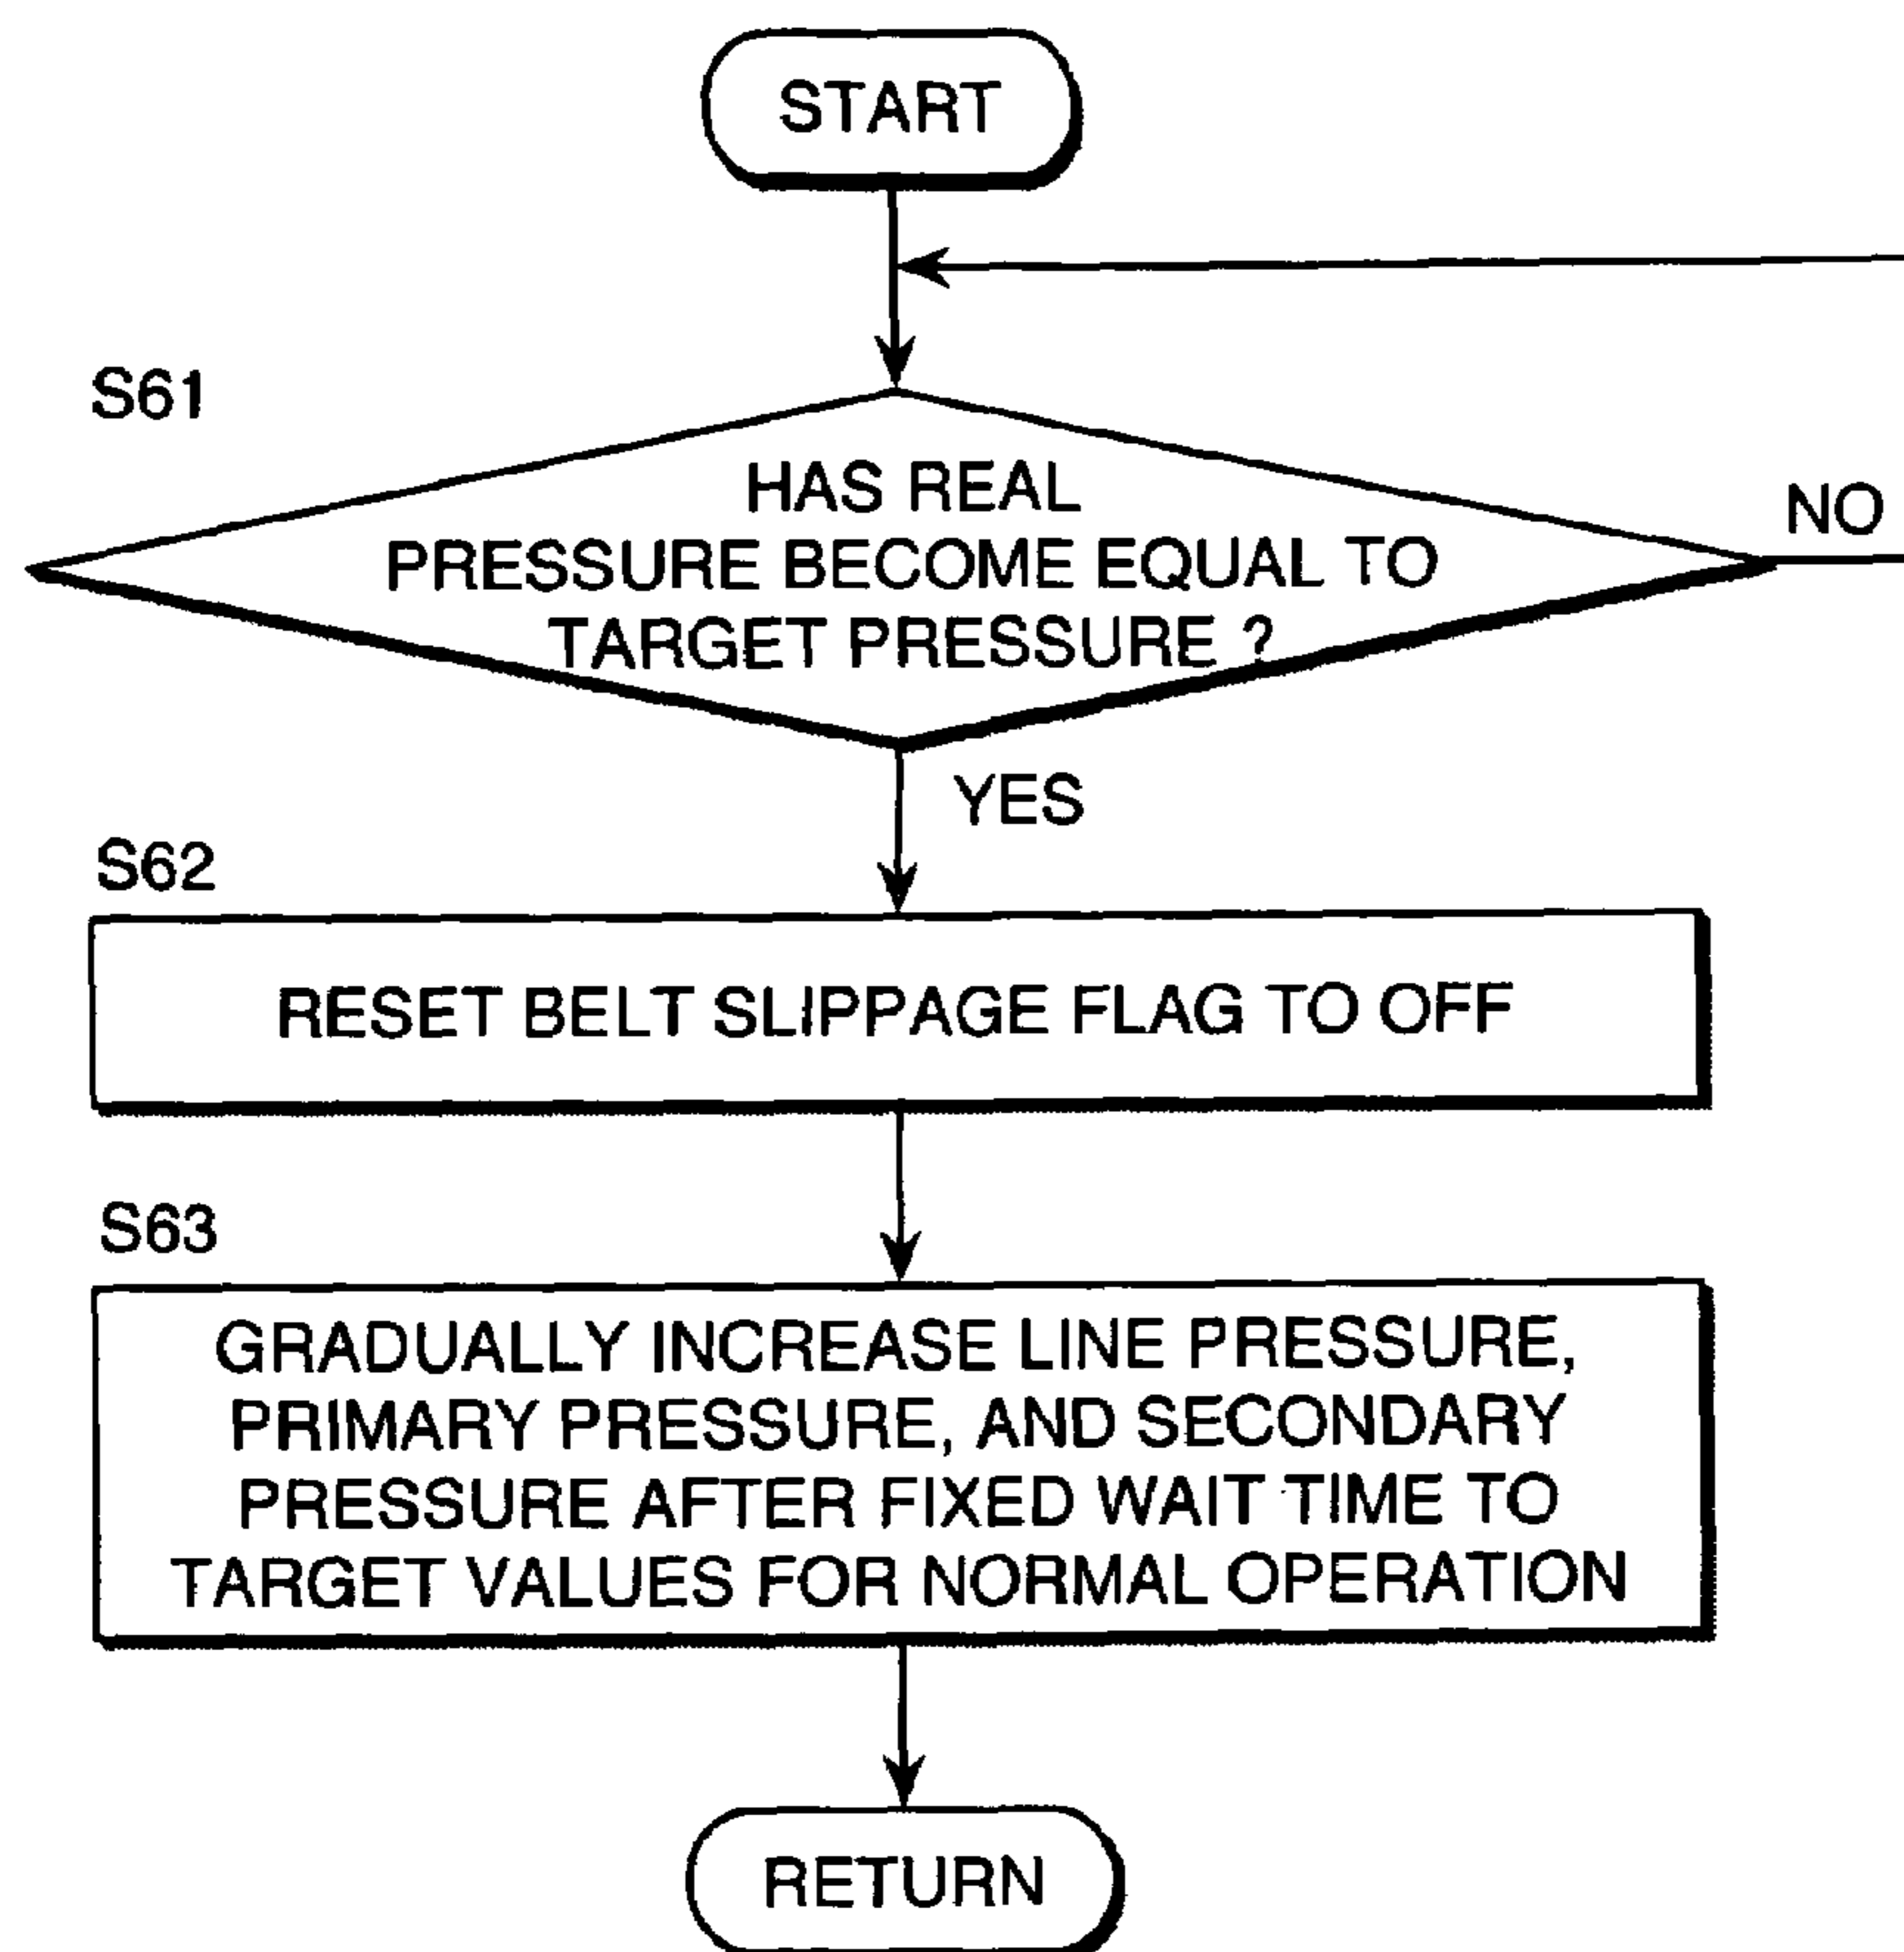 START
S61
HAS REAL
PRESSURE BECOME EQUAL TO
TARGET PRESSURE ?
NO
YES
S62
RESET BELT SLIPPAGE FLAG TO OFF
S63
GRADUALLY INCREASE LINE PRESSURE,
PRIMARY PRESSURE, AND SECONDARY
PRESSURE AFTER FIXED WAIT TIME TO
TARGET VALUES FOR NORMAL OPERATION
RETURN